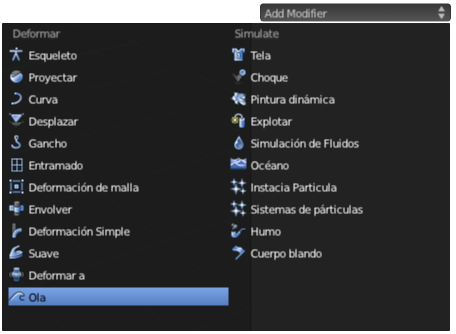 Add Modifier
Deformar
Esqueleto
Proyectar
Curva
Desplazar
Gancho
Entramado
Deformación de malla
Envolver
Deformación Simple
Suave
Deformar a
Ola
Simulate
Tela
Choque
Pintura dinámica
Explotar
Simulación de Fluidos
Océano
Instacia Particula
Sistemas de párticulas
Humo
Cuerpo blando